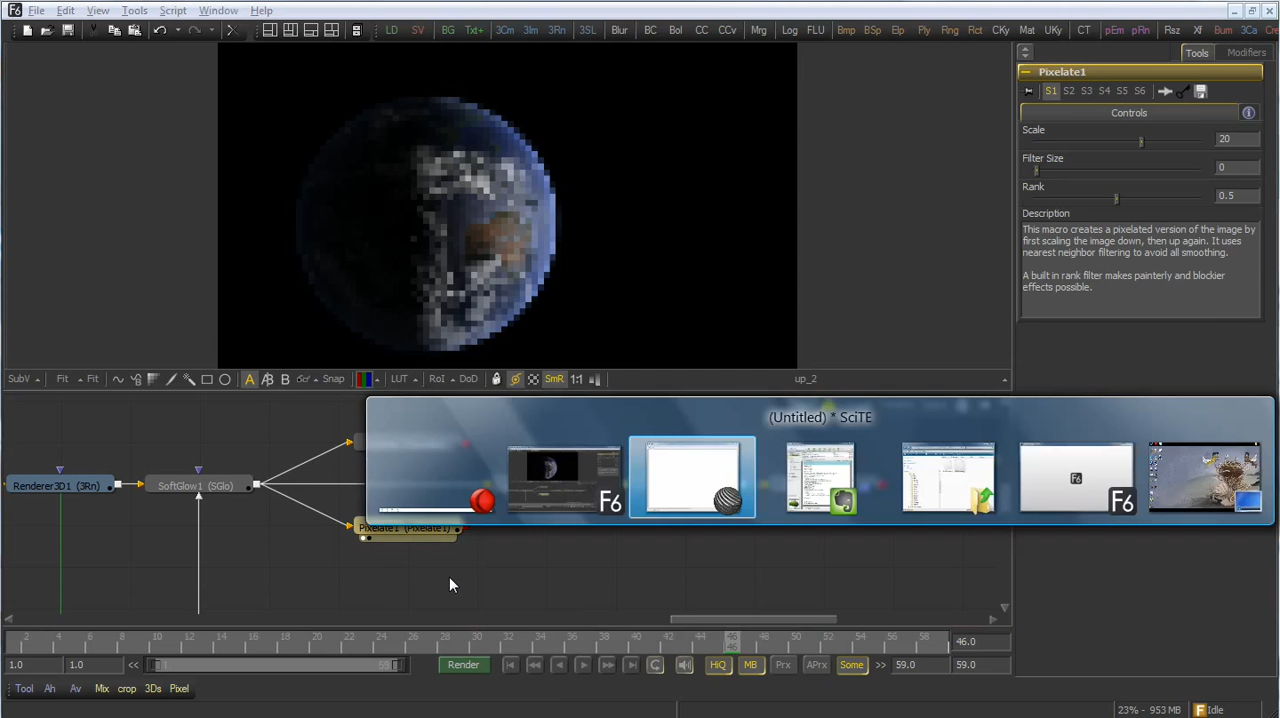 File Edit View Tools Script Window Help
LD SV BG Txt+ 3Cm 3Im 3Rn 3SL Blur BC Bol CC CCv Mrg Log FLU Bmp BSp Elp Ply Rng Rct CKy Mat UKy CT pEm pRn Rsz Xf Bum 3Ca Cre
Tools Modifiers
Pixelate1
S1 S2 S3 S4 S5 S6
Controls
Scale
20
Filter Size
0
Rank
0.5
Description
This macro creates a pixelated version of the image by
first scaling the image down, then up again. It uses
nearest neighbor filtering to avoid all smoothing.
A built in rank filter makes painterly and blockier
effects possible.
SubV Fit Fit A B Snap LUT RoI DoD SmR 1:1 up_2
(Untitled) * SciTE
F6 F6 F6
Renderer3D1 (3Rn) SoftGlow1 (SGlo)
Pixelate1 (Pixelate1)
2 4 6 8 10 12 14 16 18 20 22 24 26 28 30 32 34 36 38 40 42 44 46 48 50 52 54 56 58 46.0
46
1.0 1.0 << 1 59 Render HiQ MB Prx APrx Some >> 59.0 59.0
Tool Ah Av Mix crop 3Ds Pixel
23% - 953 MB F Idle